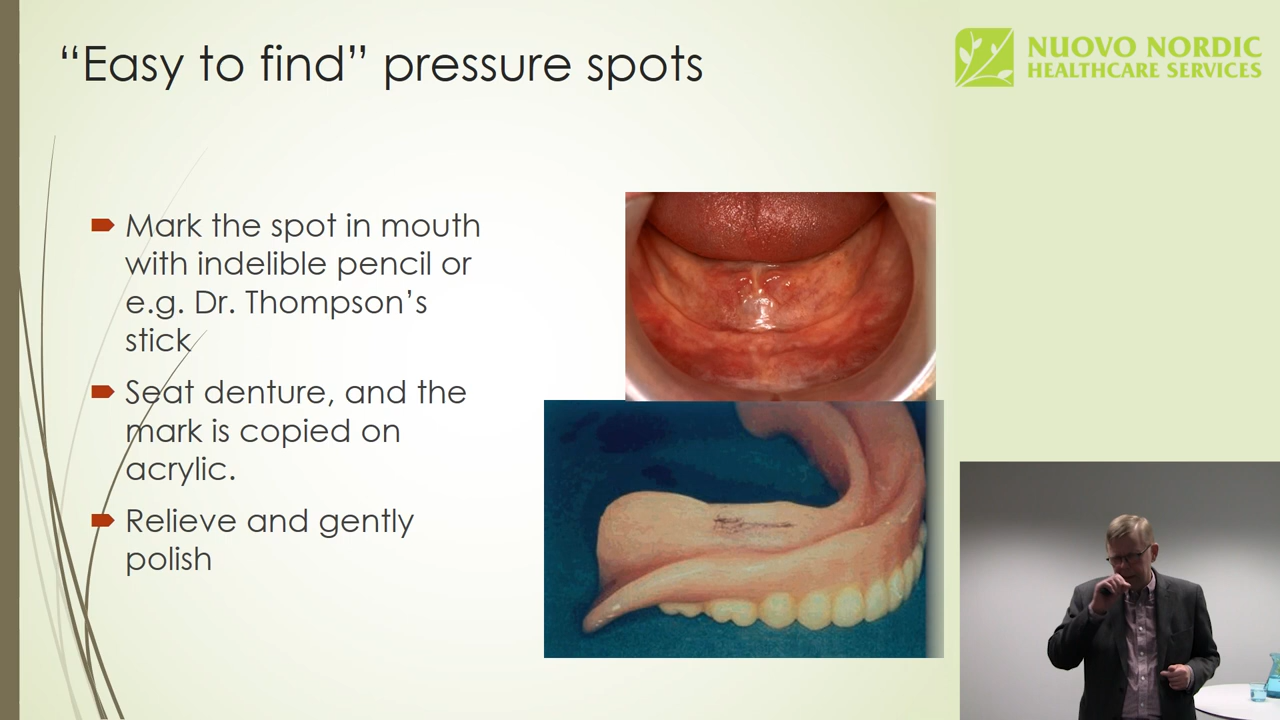 “Easy to find” pressure spots
NUOVO NORDIC
HEALTHCARE SERVICES
Mark the spot in mouth
with indelible pencil or
e.g. Dr. Thompson’s
stick
Seat denture, and the
mark is copied on
acrylic.
Relieve and gently
polish